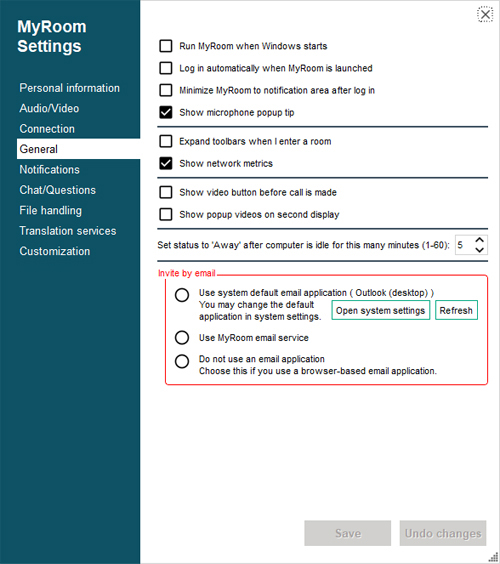 MyRoom
Settings
Personal information
Audio/Video
Connection
General
Notifications
Chat/Questions
File handling
Translation services
Customization
Run MyRoom when Windows starts
Log in automatically when MyRoom is launched
Minimize MyRoom to notification area after log in
Show microphone popup tip
Expand toolbars when I enter a room
Show network metrics
Show video button before call is made
Show popup videos on second display
Set status to 'Away' after computer is idle for this many minutes (1-60): 5
Invite by email
Use system default email application ( Outlook (desktop) )
You may change the default
application in system settings.
Open system settings
Refresh
Use MyRoom email service
Do not use an email application
Choose this if you use a browser-based email application.
Save
Undo changes